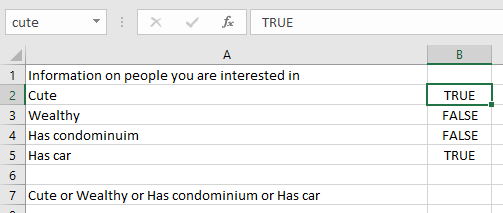 cute fx TRUE
A B
1 Information on people you are interested in
2 Cute TRUE
3 Wealthy FALSE
4 Has condominuim FALSE
5 Has car TRUE
6
7 Cute or Wealthy or Has condominium or Has car